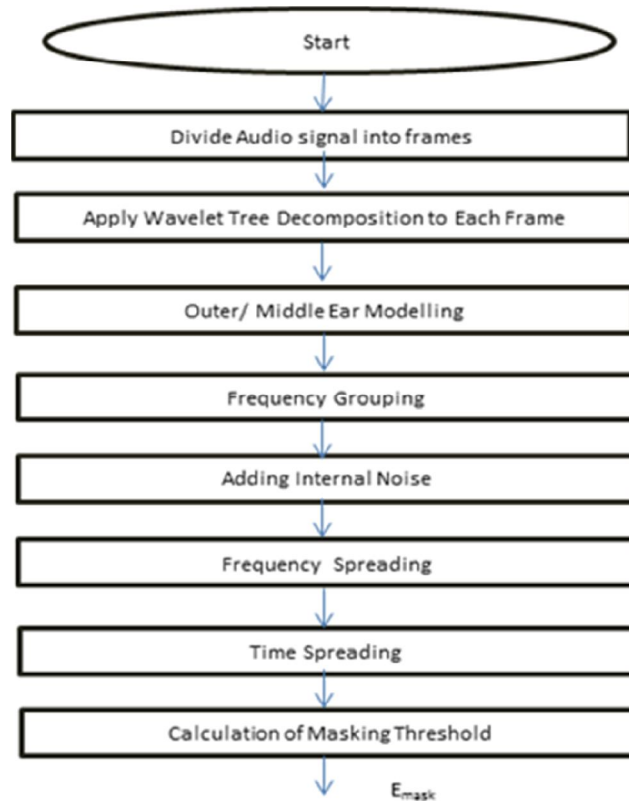 Start
Divide Audio signal into frames
Apply Wavelet Tree Decomposition to Each Frame
Outer/ Middle Ear Modelling
Frequency Grouping
Adding Internal Noise
Frequency Spreading
Time Spreading
Calculation of Masking Threshold
Emask